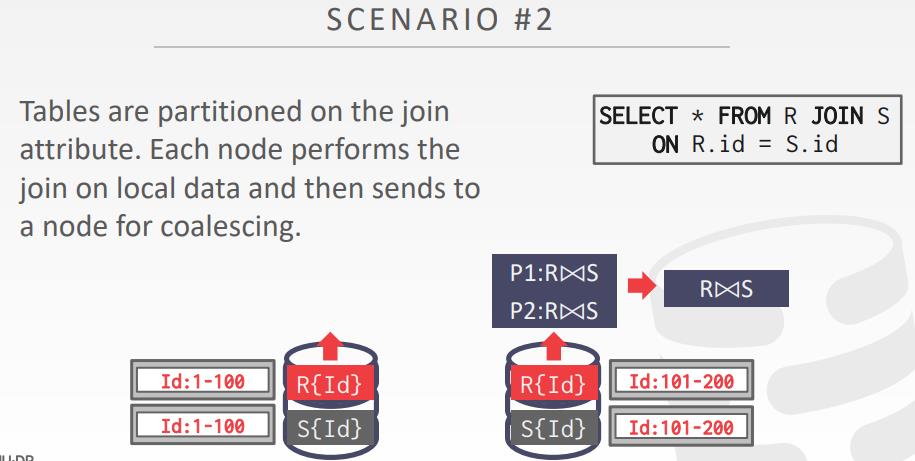 SCENARIO #2
Tables are partitioned on the join
attribute. Each node performs the
join on local data and then sends to
a node for coalescing.
SELECT * FROM R JOIN S
ON R.id = S.id
P1:R⋈S
P2:R⋈S
R⋈S
Id:1-100
R{Id}
Id:1-100
S{Id}
R{Id}
Id:101-200
S{Id}
Id:101-200